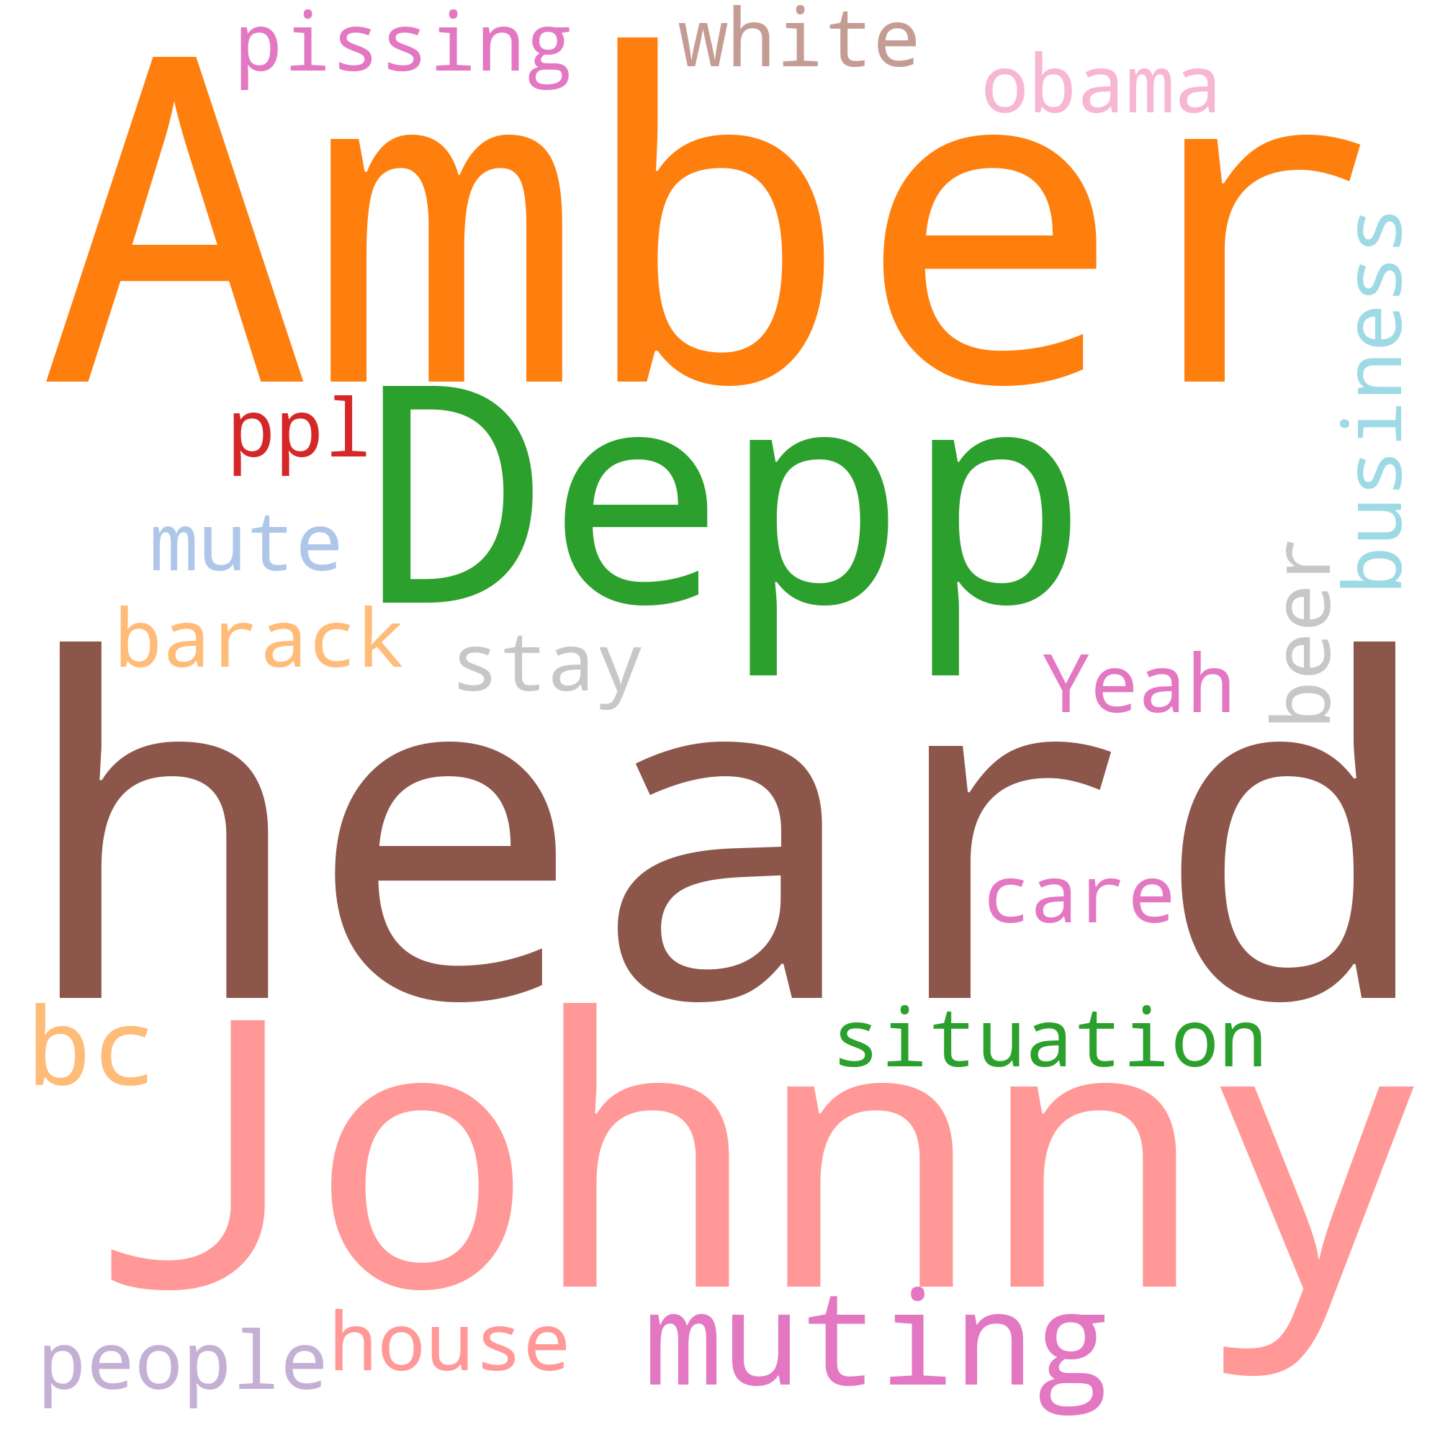 pissing
white
obama
Amber
business
ppl
Depp
mute
beer
barack
stay
Yeah
heard
care
bc
situation
Johnny
people
house
muting